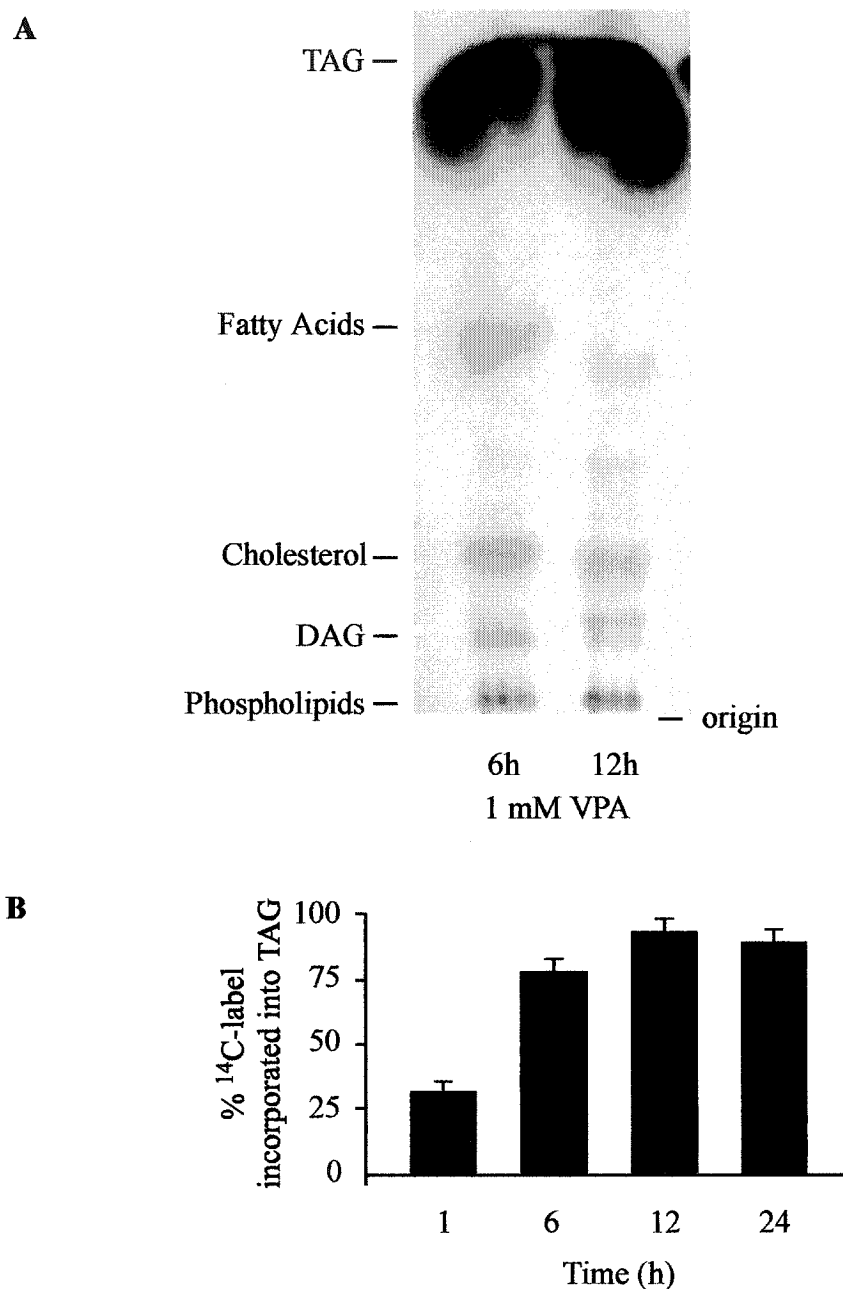 A
TAG —
Fatty Acids —
Cholesterol —
DAG —
Phospholipids —
— origin
6h 12h
1 mM VPA
B
% ¹⁴C-label
incorporated into TAG
100
75
50
25
0
1 6 12 24
Time (h)